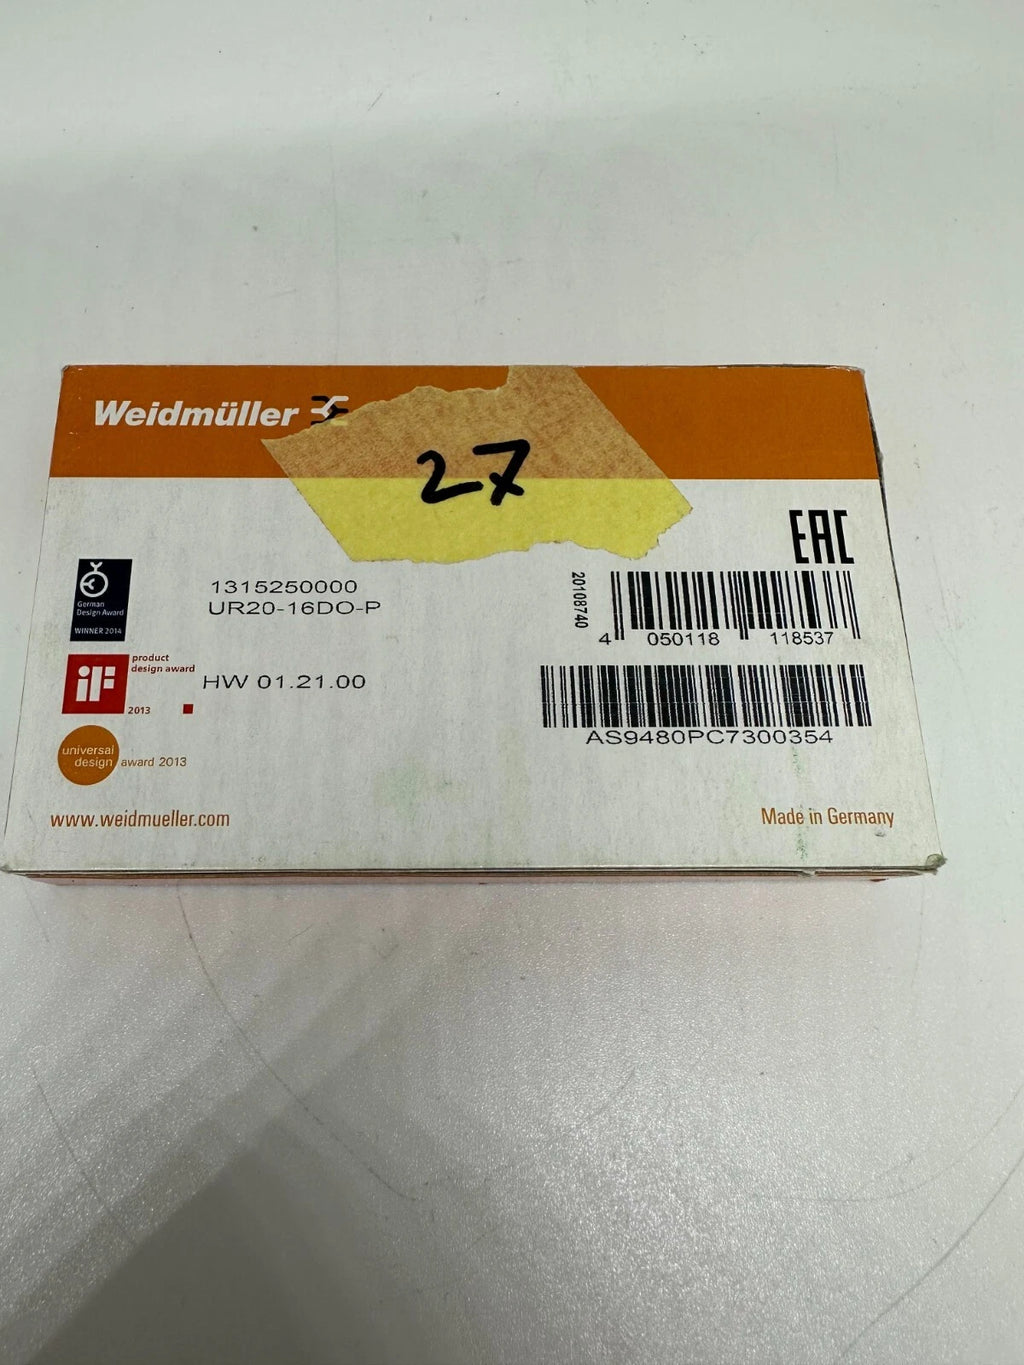 Weidmüller
27
EAC
German
Design Award
WINNER 2014
1315250000
UR20-16DO-P
20108740
4 050118 118537
iF
product
design award
2013
HW 01.21.00
AS9480PC7300354
universal
design award 2013
www.weidmueller.com
Made in Germany